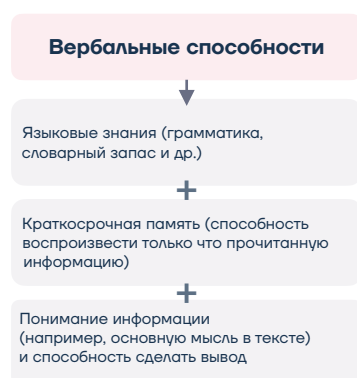 Вербальные способности
Языковые знания (грамматика,
словарный запас и др.)
+
Краткосрочная память (способность
воспроизвести только что прочитанную
информацию)
+
Понимание информации
(например, основную мысль в тексте)
и способность сделать вывод